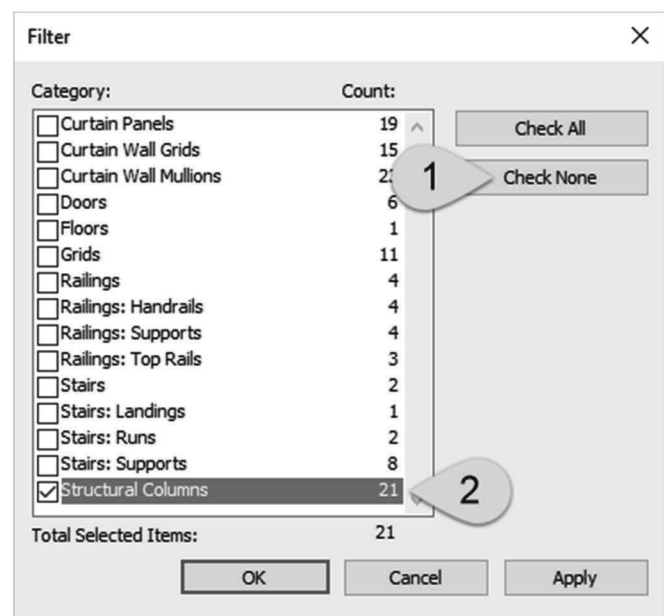 Filter
Category: Count:
Curtain Panels 19
Curtain Wall Grids 15
Curtain Wall Mullions
Doors 6
Floors 1
Grids 11
Railings 4
Railings: Handrails 4
Railings: Supports 4
Railings: Top Rails 3
Stairs 2
Stairs: Landings 1
Stairs: Runs 2
Stairs: Supports 8
Structural Columns 21
Total Selected Items: 21
Check All
1 Check None
2
OK Cancel Apply